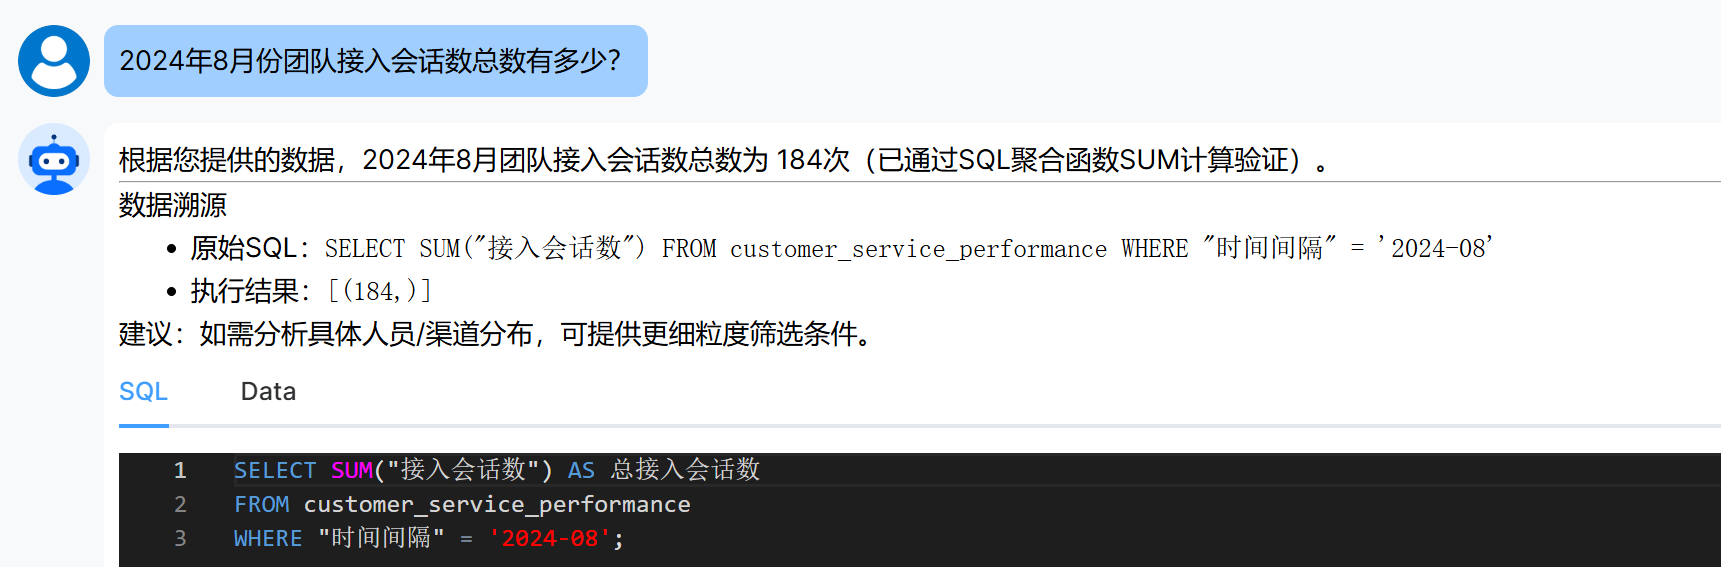 2024年8月份团队接入会话数总数有多少？
根据您提供的数据，2024年8月团队接入会话数总数为 184次（已通过SQL聚合函数SUM计算验证）。
数据溯源
• 原始SQL：SELECT SUM("接入会话数") FROM customer_service_performance WHERE "时间间隔" = '2024-08'
• 执行结果：[(184,)]
建议：如需分析具体人员/渠道分布，可提供更细粒度筛选条件。
SQL Data
1 SELECT SUM("接入会话数") AS 总接入会话数
2 FROM customer_service_performance
3 WHERE "时间间隔" = '2024-08';